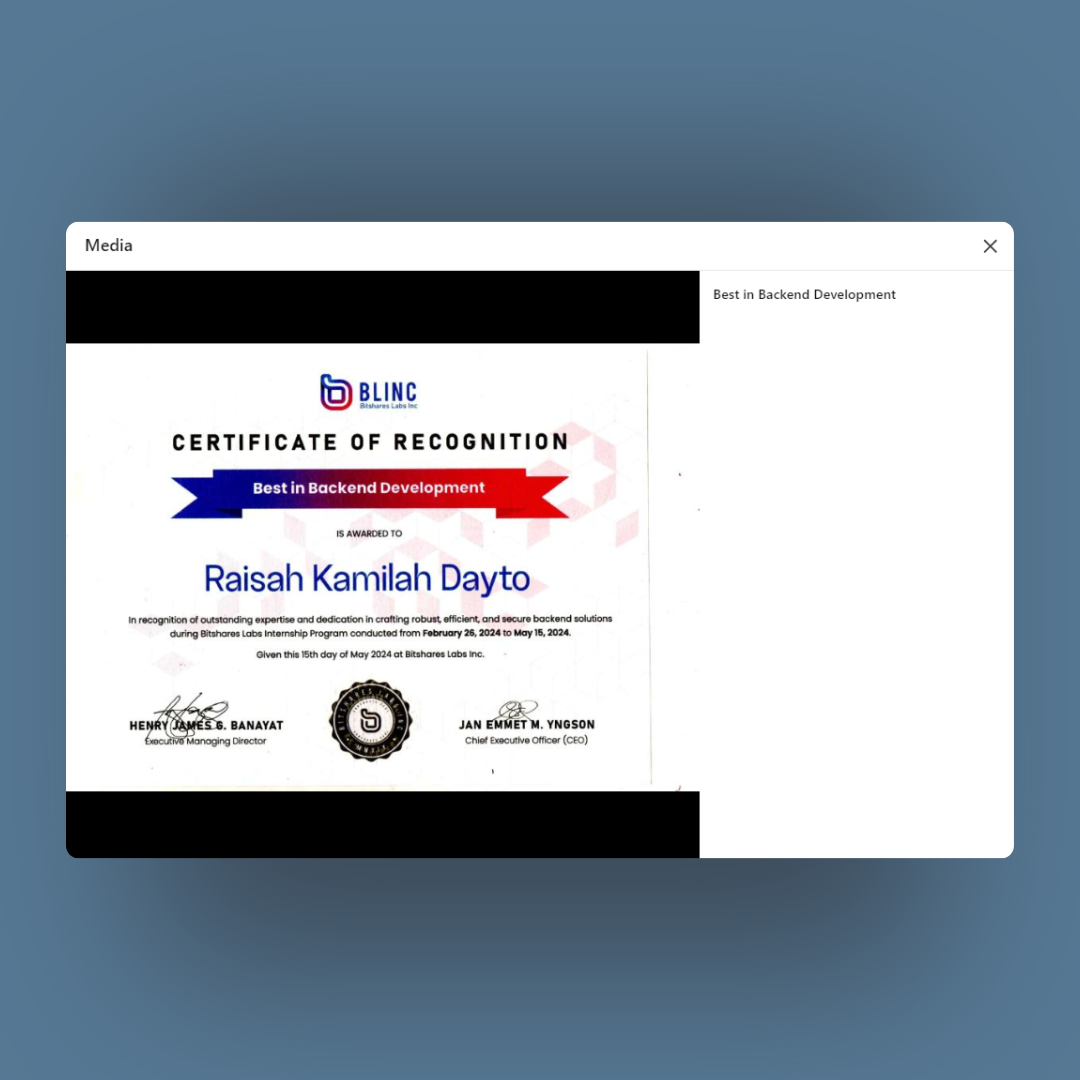 Media
Best in Backend Development
BLINC
Bitshares Labs Inc
CERTIFICATE OF RECOGNITION
Best in Backend Development
IS AWARDED TO
Raisah Kamilah Dayto
In recognition of outstanding expertise and dedication in crafting robust, efficient, and secure backend solutions
during Bitshares Labs Internship Program conducted from February 26, 2024 to May 15, 2024.
Given this 15th day of May 2024 at Bitshares Labs Inc.
HENRY JAMES G. BANAYAT
Executive Managing Director
BITSHARES LABS INC
JAN EMMET M. YNGSON
Chief Executive Officer (CEO)